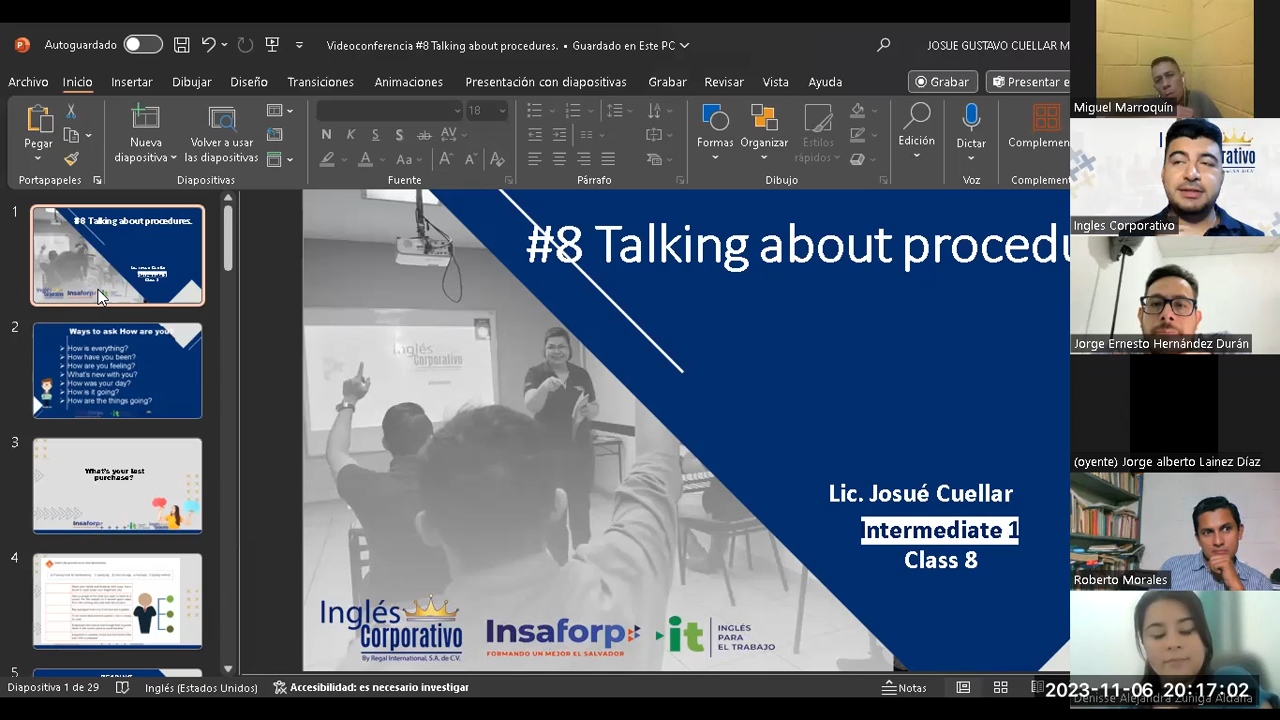 Autoguardado
Videoconferencia #8 Talking about procedures. • Guardado en Este PC
JOSUE GUSTAVO CUELLAR M
Archivo Inicio Insertar Dibujar Diseño Transiciones Animaciones Presentación con diapositivas Grabar Revisar Vista Ayuda
Grabar
Presentar e
Pegar
Nueva diapositiva
Volver a usar las diapositivas
18
Formas
Organizar
Estilos rápidos
Edición
Dictar
Complemen
Portapapeles
Diapositivas
Fuente
Párrafo
Dibujo
Voz
Complement
1
#8 Talking about procedures.
2
Ways to ask How are you?
How is everything?
How have you been?
How are you feeling?
What's new with you?
How was your day?
How is it going?
How are the things going?
3
What's your last purchase?
Insaforp
4
5
#8 Talking about procedu
Lic. Josué Cuellar
Intermediate 1
Class 8
Inglés Corporativo
By Regal International, S.A. de C.V.
Insaforp
FORMANDO UN MEJOR EL SALVADOR
it
INGLÉS
PARA
EL TRABAJO
Diapositiva 1 de 29
Inglés (Estados Unidos)
Accesibilidad: es necesario investigar
Notas
Miguel Marroquín
Ingles Corporativo
Jorge Ernesto Hernández Durán
(oyente) Jorge alberto Lainez Díaz
Roberto Morales
Denisse Alejandra Zuniga Aldana
2023-11-06 20:17:02